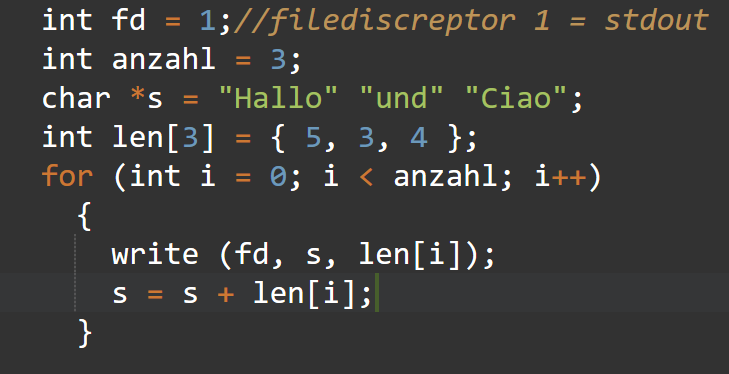 int fd = 1;//filediscreptor 1 = stdout
int anzahl = 3;
char *s = "Hallo" "und" "Ciao";
int len[3] = { 5, 3, 4 };
for (int i = 0; i < anzahl; i++)
{
write (fd, s, len[i]);
s = s + len[i];
}